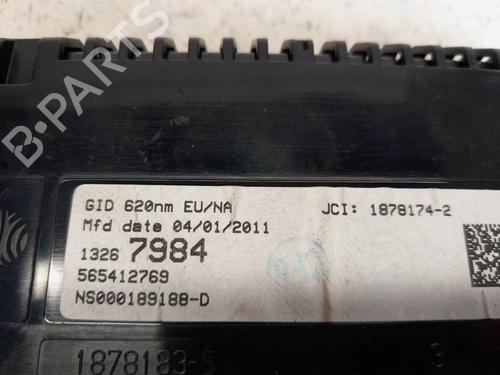 B-PARTS
GID 620nm EU/NA JCI: 1878174-2
Mfd date 04/01/2011
1326 7984
565412769
NS000189188-D
1878183-5